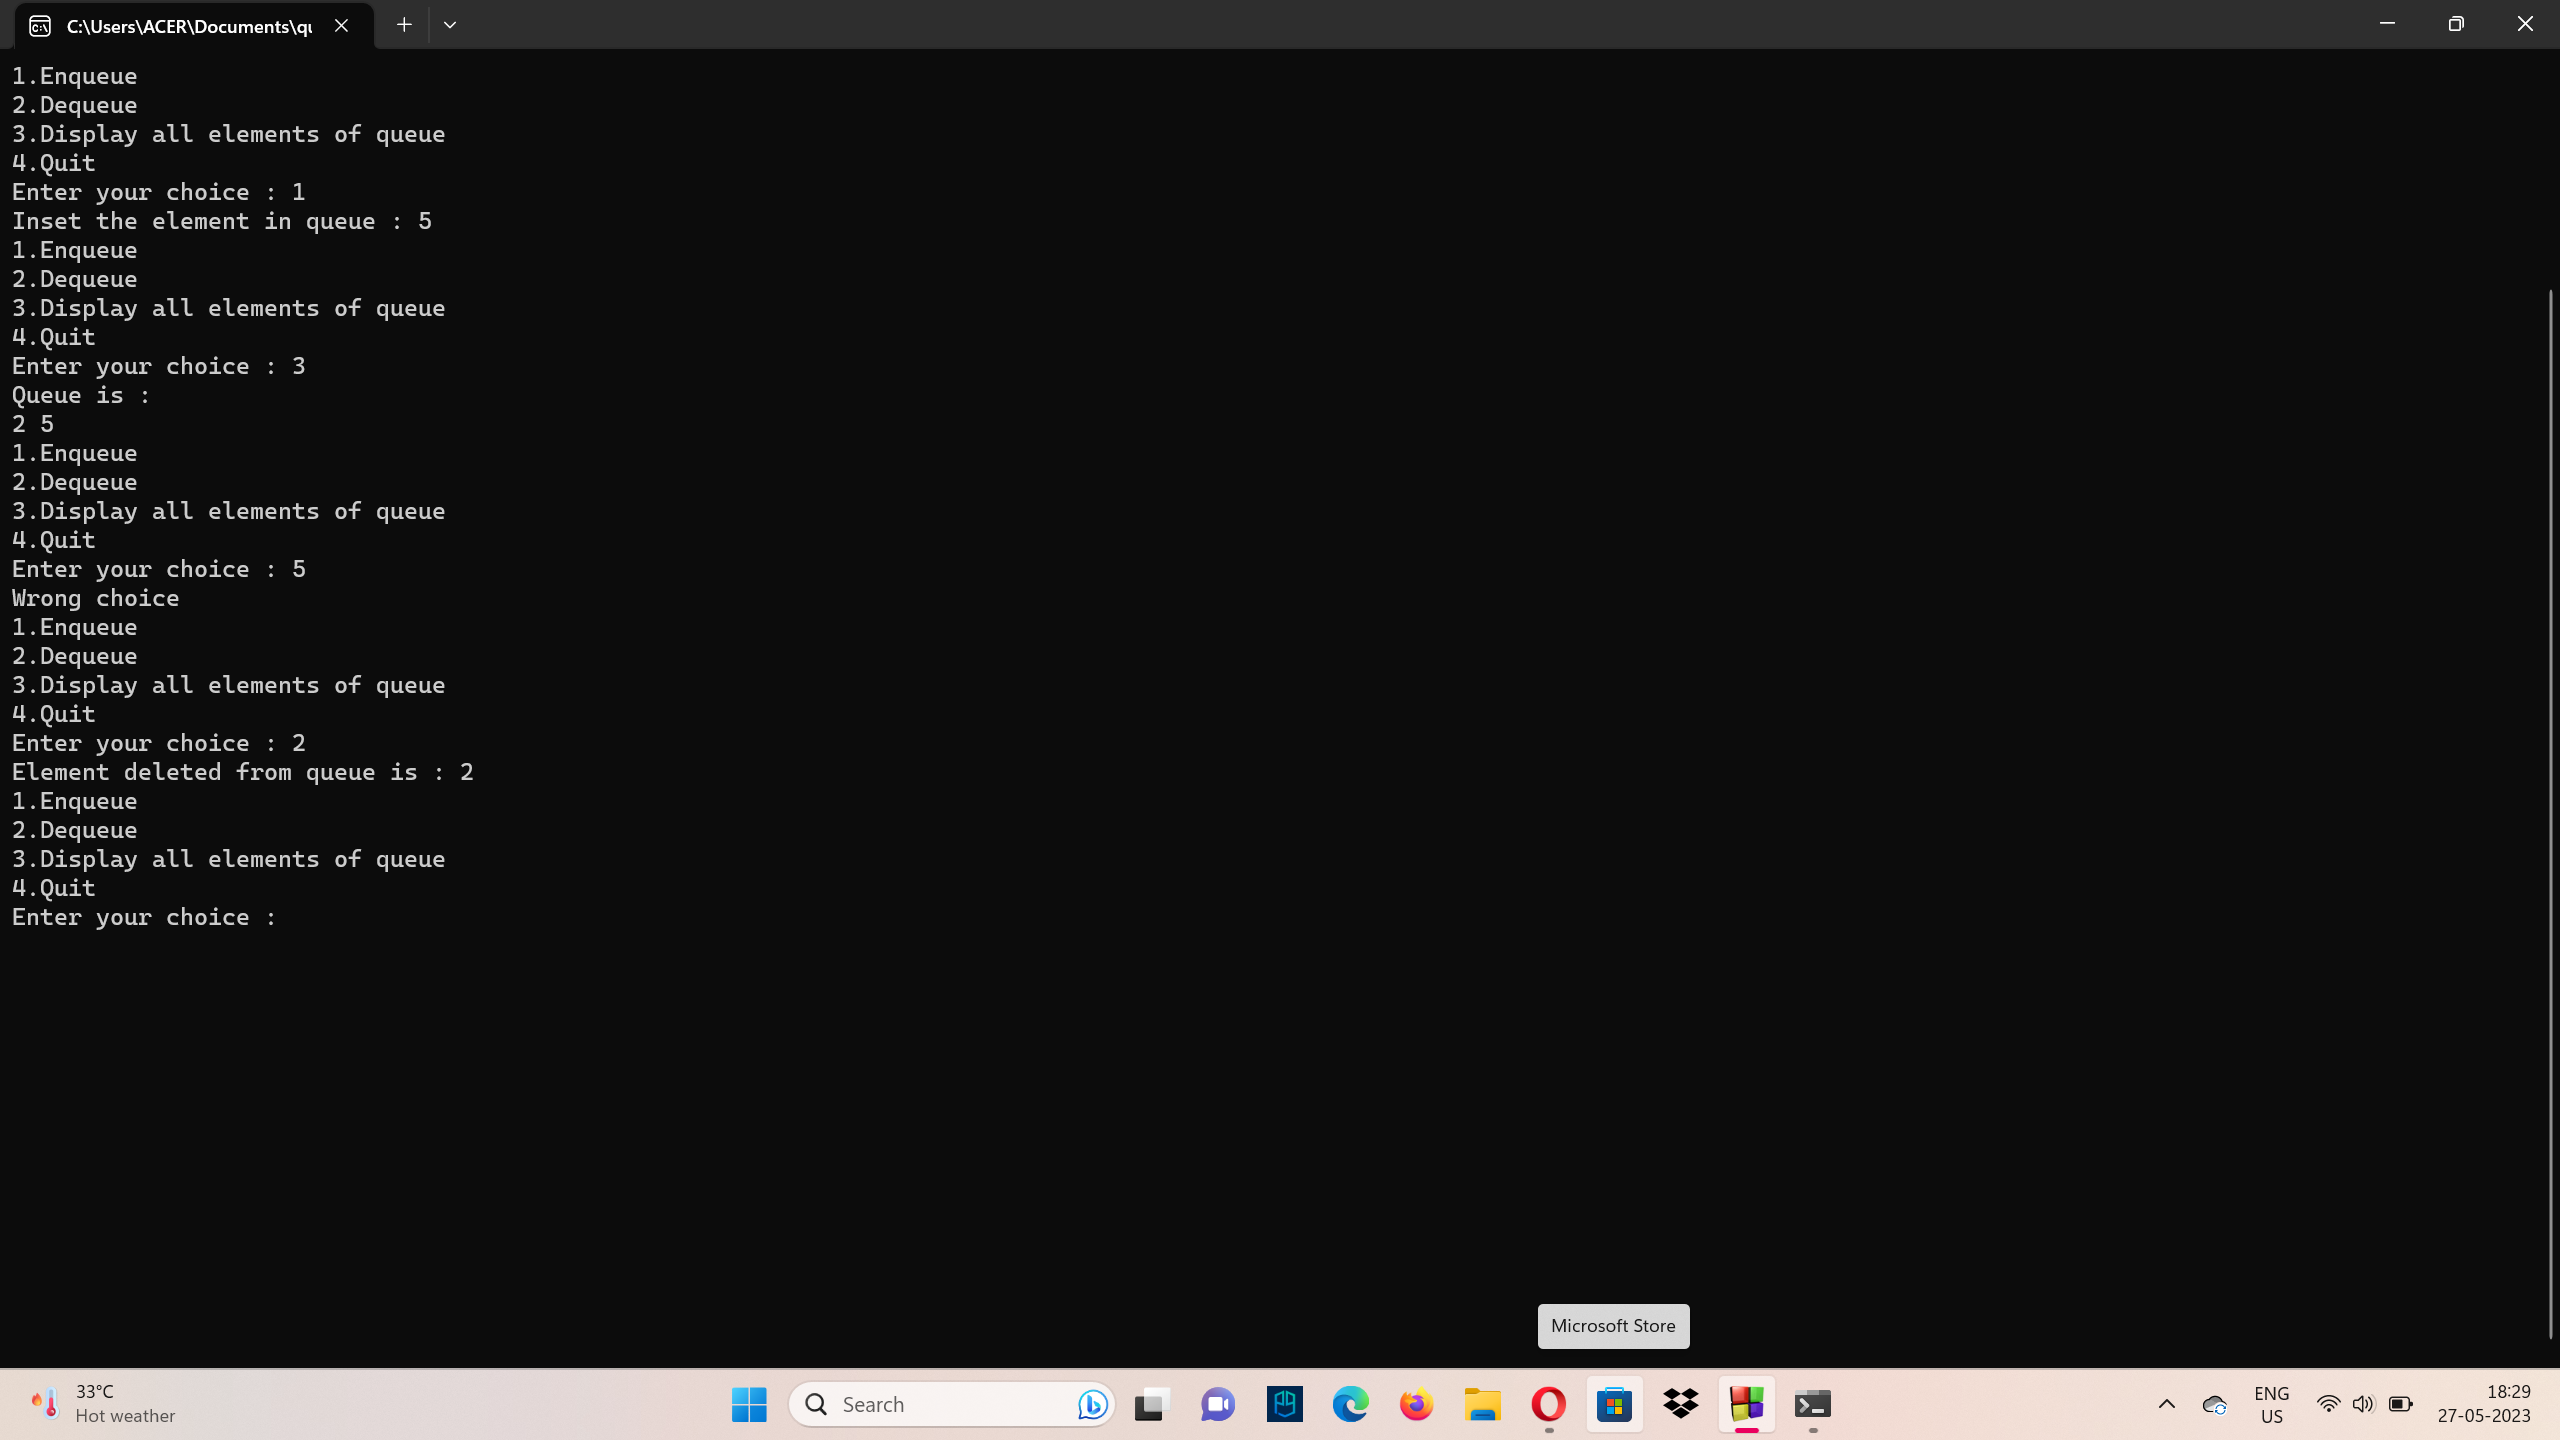 C:\Users\ACER\Documents\qu
1.Enqueue
2.Dequeue
3.Display all elements of queue
4.Quit
Enter your choice : 1
Inset the element in queue : 5
1.Enqueue
2.Dequeue
3.Display all elements of queue
4.Quit
Enter your choice : 3
Queue is :
2 5
1.Enqueue
2.Dequeue
3.Display all elements of queue
4.Quit
Enter your choice : 5
Wrong choice
1.Enqueue
2.Dequeue
3.Display all elements of queue
4.Quit
Enter your choice : 2
Element deleted from queue is : 2
1.Enqueue
2.Dequeue
3.Display all elements of queue
4.Quit
Enter your choice :
Microsoft Store
33°C
Hot weather
Search
ENG
US
18:29
27-05-2023